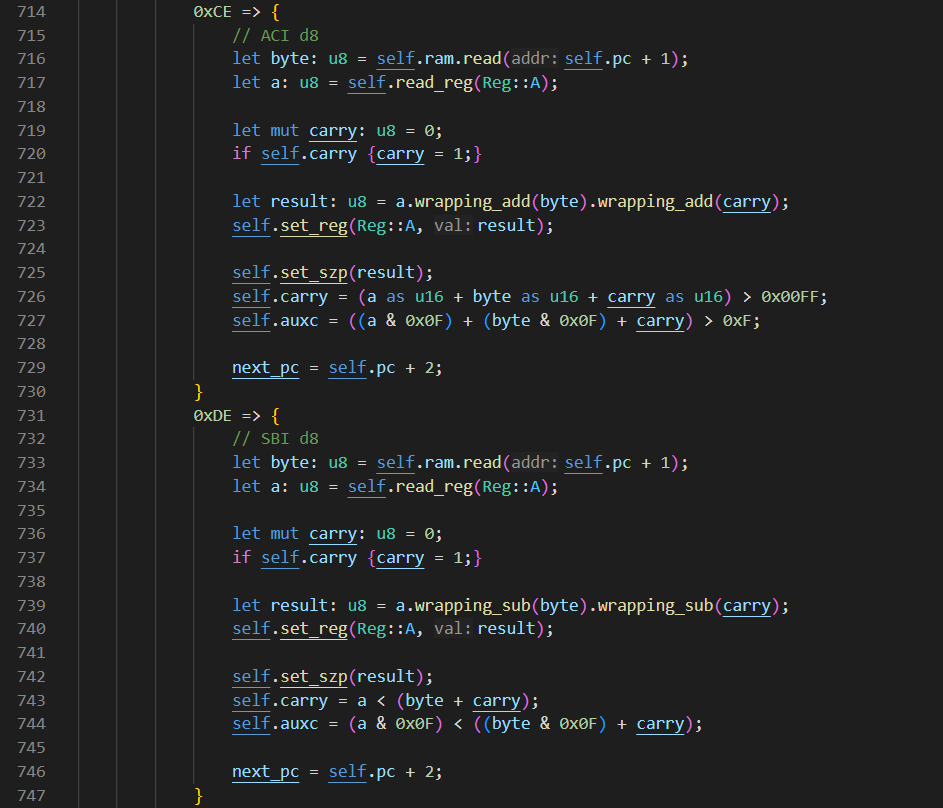 714 0xCE => {
715 // ACI d8
716 let byte: u8 = self.ram.read(addr: self.pc + 1);
717 let a: u8 = self.read_reg(Reg::A);
718
719 let mut carry: u8 = 0;
720 if self.carry {carry = 1;}
721
722 let result: u8 = a.wrapping_add(byte).wrapping_add(carry);
723 self.set_reg(Reg::A, val: result);
724
725 self.set_szp(result);
726 self.carry = (a as u16 + byte as u16 + carry as u16) > 0x00FF;
727 self.auxc = ((a & 0x0F) + (byte & 0x0F) + carry) > 0xF;
728
729 next_pc = self.pc + 2;
730 }
731 0xDE => {
732 // SBI d8
733 let byte: u8 = self.ram.read(addr: self.pc + 1);
734 let a: u8 = self.read_reg(Reg::A);
735
736 let mut carry: u8 = 0;
737 if self.carry {carry = 1;}
738
739 let result: u8 = a.wrapping_sub(byte).wrapping_sub(carry);
740 self.set_reg(Reg::A, val: result);
741
742 self.set_szp(result);
743 self.carry = a < (byte + carry);
744 self.auxc = (a & 0x0F) < ((byte & 0x0F) + carry);
745
746 next_pc = self.pc + 2;
747 }